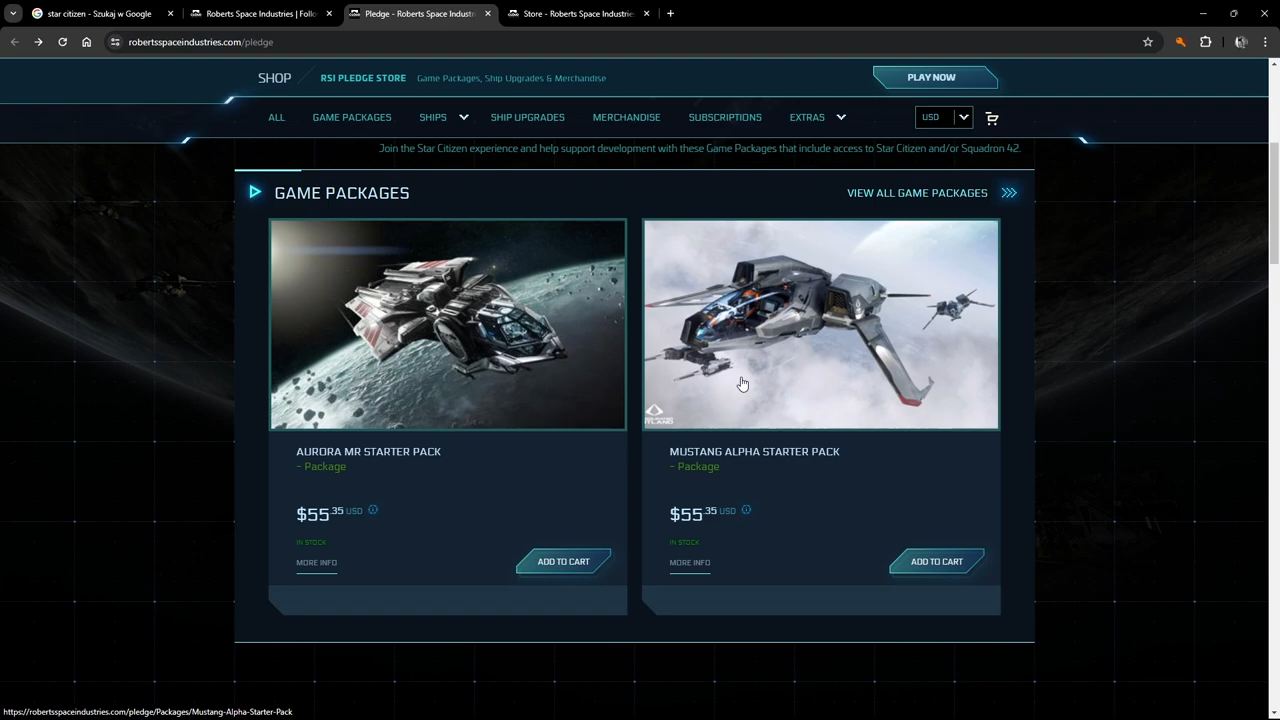 star citizen - Szukaj w Google
Roberts Space Industries | Follo
Pledge - Roberts Space Industri
Store - Roberts Space Industries
robertsspaceindustries.com/pledge
SHOP
RSI PLEDGE STORE
Game Packages, Ship Upgrades & Merchandise
PLAY NOW
ALL
GAME PACKAGES
SHIPS
SHIP UPGRADES
MERCHANDISE
SUBSCRIPTIONS
EXTRAS
USD
Join the Star Citizen experience and help support development with these Game Packages that include access to Star Citizen and/or Squadron 42.
GAME PACKAGES
VIEW ALL GAME PACKAGES
AURORA MR STARTER PACK
- Package
$55.35 USD
IN STOCK
MORE INFO
ADD TO CART
MUSTANG ALPHA STARTER PACK
- Package
$55.35 USD
IN STOCK
MORE INFO
ADD TO CART
https://robertsspaceindustries.com/pledge/Packages/Mustang-Alpha-Starter-Pack